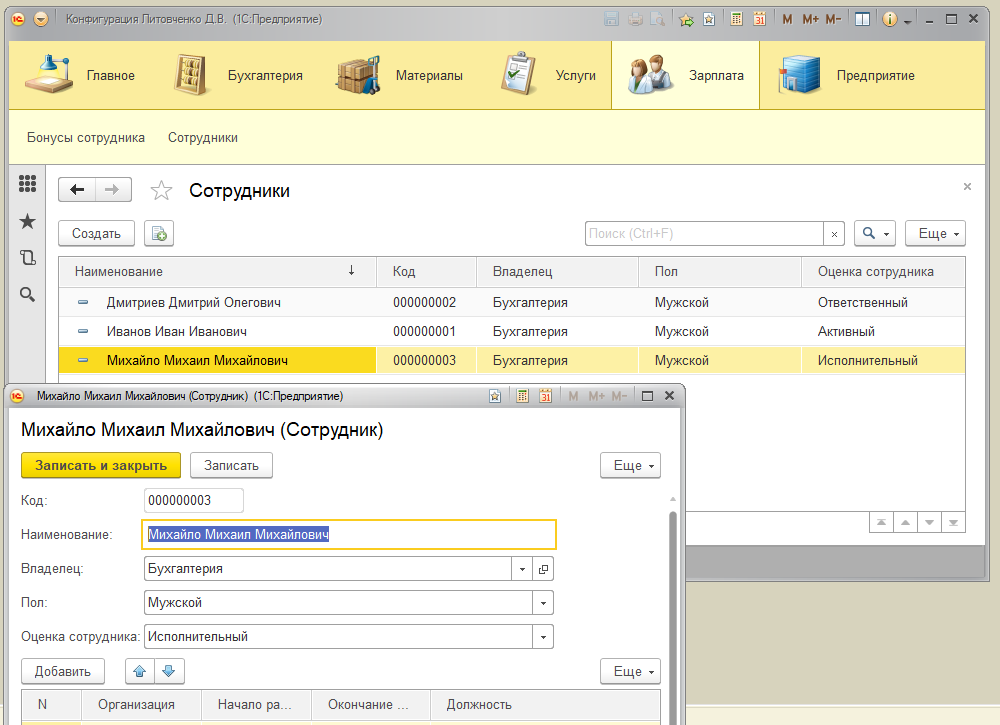 Конфигурация Литовченко Д.В. (1С:Предприятие)
M M+ M-
Главное Бухгалтерия Материалы Услуги Зарплата Предприятие
Бонусы сотрудника Сотрудники
Сотрудники
Создать Поиск (Ctrl+F) Еще
Наименование Код Владелец Пол Оценка сотрудника
Дмитриев Дмитрий Олегович 000000002 Бухгалтерия Мужской Ответственный
Иванов Иван Иванович 000000001 Бухгалтерия Мужской Активный
Михайло Михаил Михайлович 000000003 Бухгалтерия Мужской Исполнительный
Михайло Михаил Михайлович (Сотрудник) (1С:Предприятие)
M M+ M-
Михайло Михаил Михайлович (Сотрудник)
Записать и закрыть Записать Еще
Код: 000000003
Наименование: Михайло Михаил Михайлович
Владелец: Бухгалтерия
Пол: Мужской
Оценка сотрудника: Исполнительный
Добавить Еще
N Организация Начало ра... Окончание ... Должность